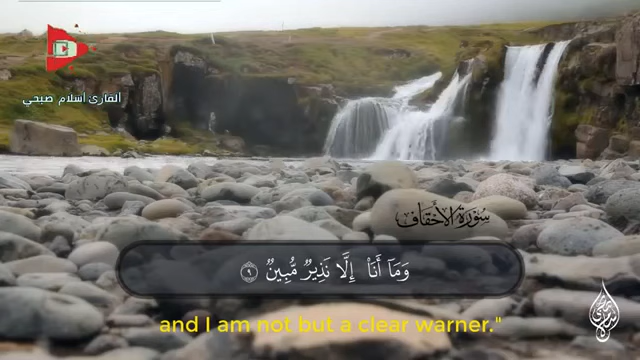 القارئ اسلام صبحي
سورة الأحقاف
وَمَآ أَنَا۠ إِلَّا نَذِيرٌ مُّبِينٌ ٩
and I am not but a clear warner."